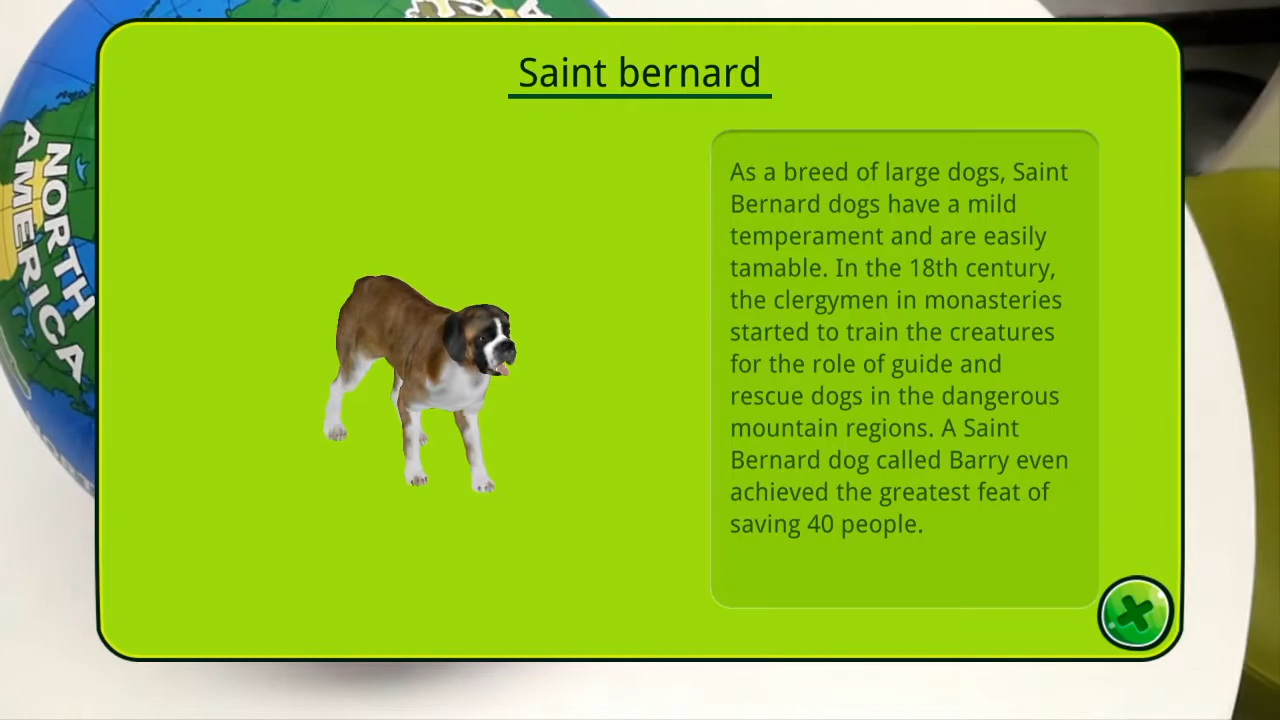 Saint bernard
As a breed of large dogs, Saint
Bernard dogs have a mild
temperament and are easily
tamable. In the 18th century,
the clergymen in monasteries
started to train the creatures
for the role of guide and
rescue dogs in the dangerous
mountain regions. A Saint
Bernard dog called Barry even
achieved the greatest feat of
saving 40 people.
NORTH
AMERICA